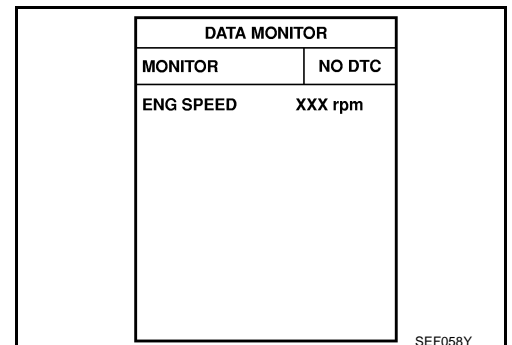 DATA MONITOR
MONITOR NO DTC
ENG SPEED XXX rpm
SEF058Y